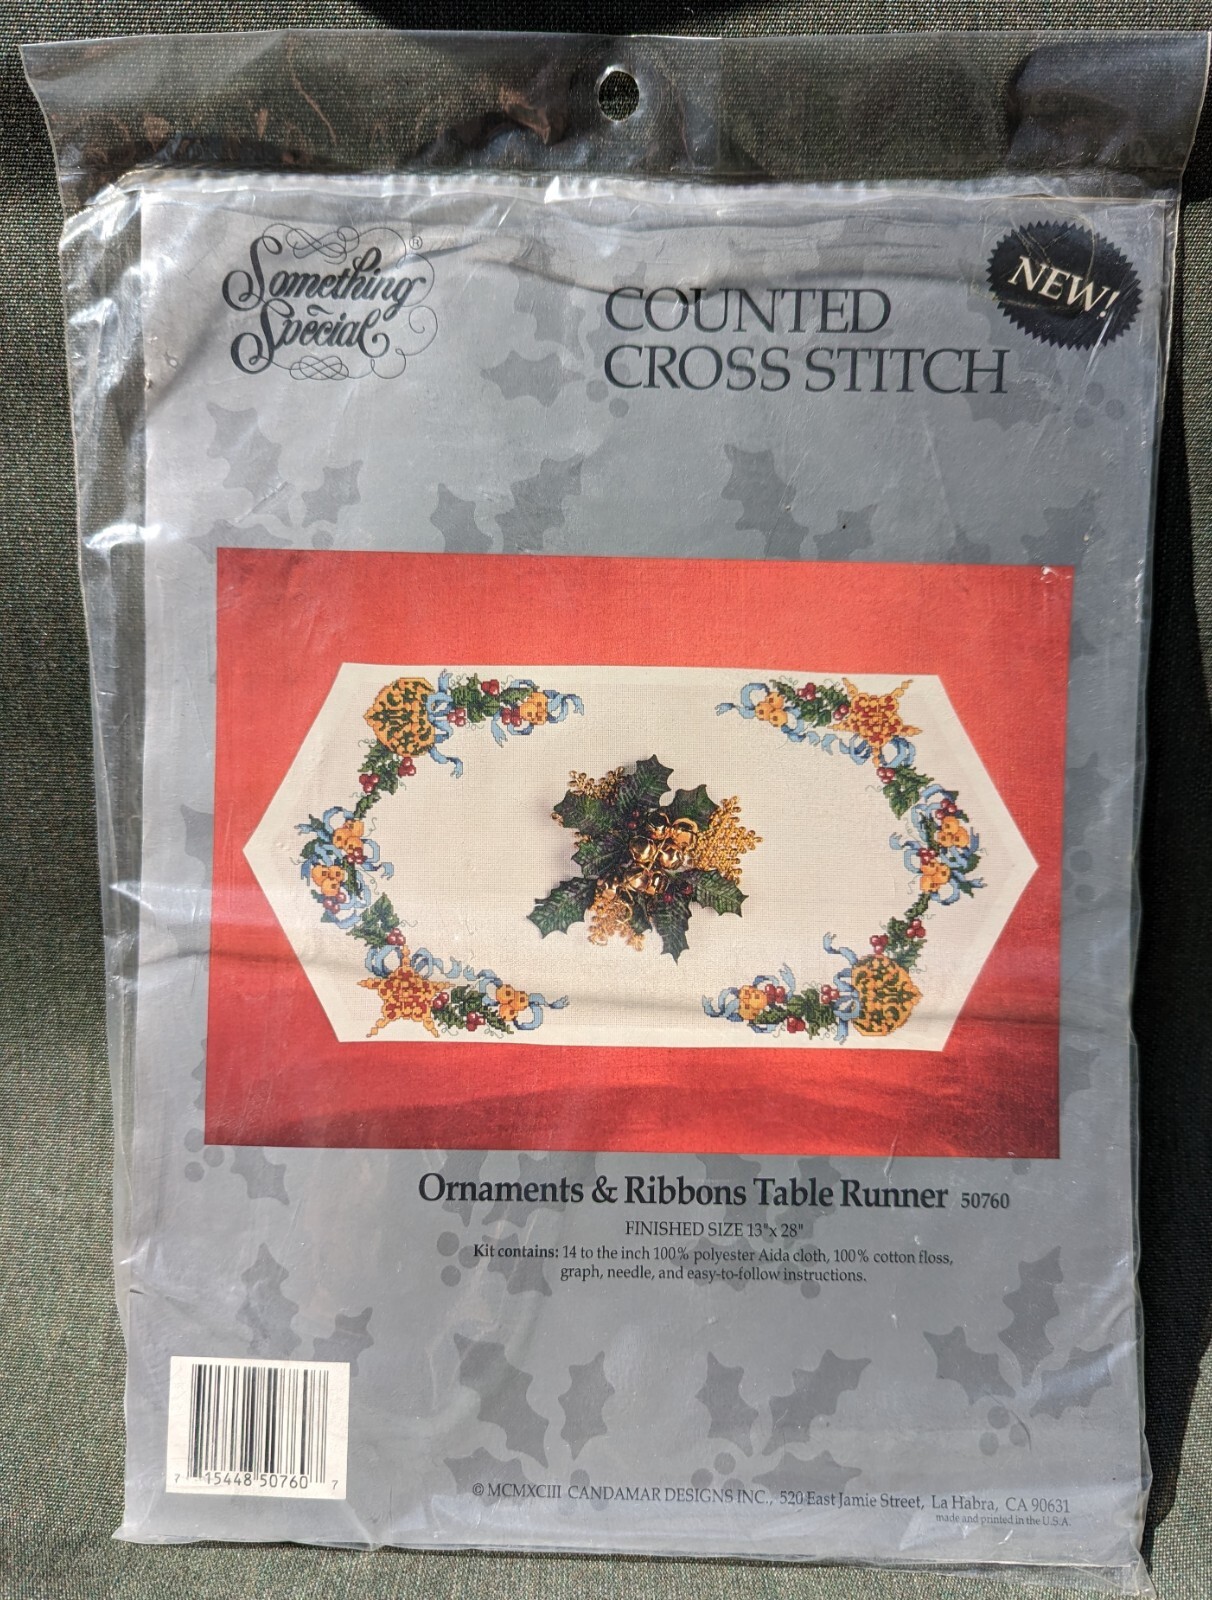 Something
Special®
COUNTED
CROSS STITCH
NEW!
Ornaments & Ribbons Table Runner 50760
FINISHED SIZE 13"x 28"
Kit contains: 14 to the inch 100% polyester Aida cloth, 100% cotton floss,
graph, needle, and easy-to-follow instructions.
7 15448 50760 7
© MCMXCIII CANDAMAR DESIGNS INC., 520 East Jamie Street, La Habra, CA 90631
made and printed in the U.S.A.